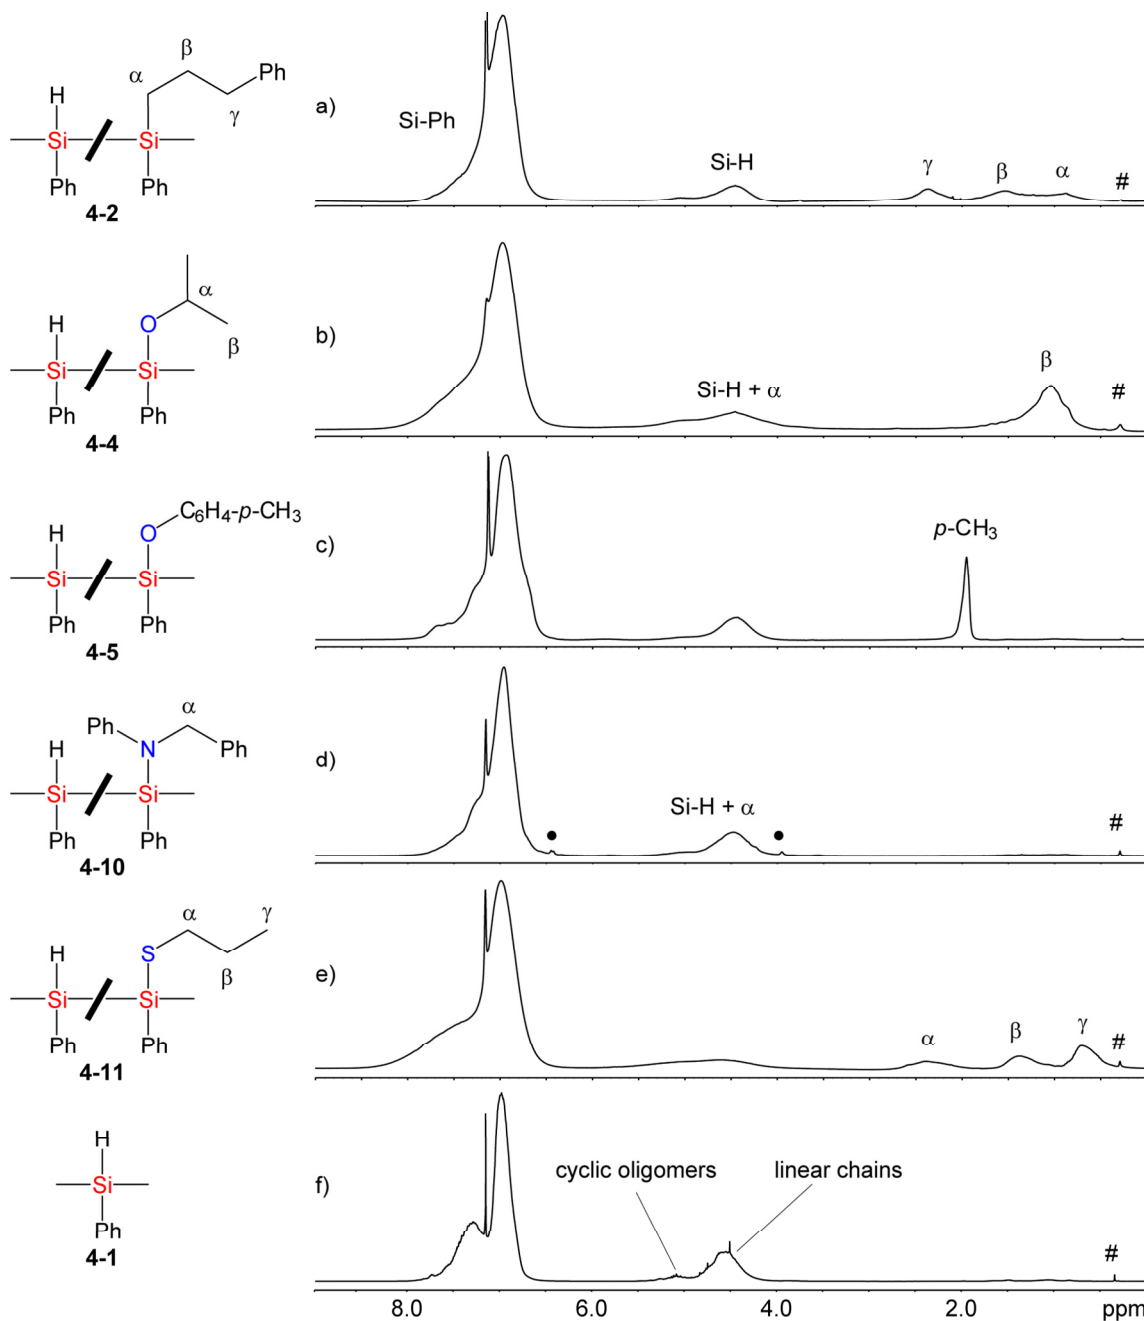 α
β
γ
Ph
H
Si
Si
Ph
Ph
4-2
a)
Si-Ph
Si-H
γ
β
α
#
α
β
H
O
Si
Si
Ph
Ph
4-4
b)
Si-H + α
β
#
C6H4-p-CH3
H
O
Si
Si
Ph
Ph
4-5
c)
p-CH3
α
Ph
N
Ph
H
Si
Si
Ph
Ph
4-10
d)
•
Si-H + α
•
#
α
γ
β
H
S
Si
Si
Ph
Ph
4-11
e)
α
β
γ
#
H
Si
Ph
4-1
f)
cyclic oligomers
linear chains
#
8.0 6.0 4.0 2.0 ppm